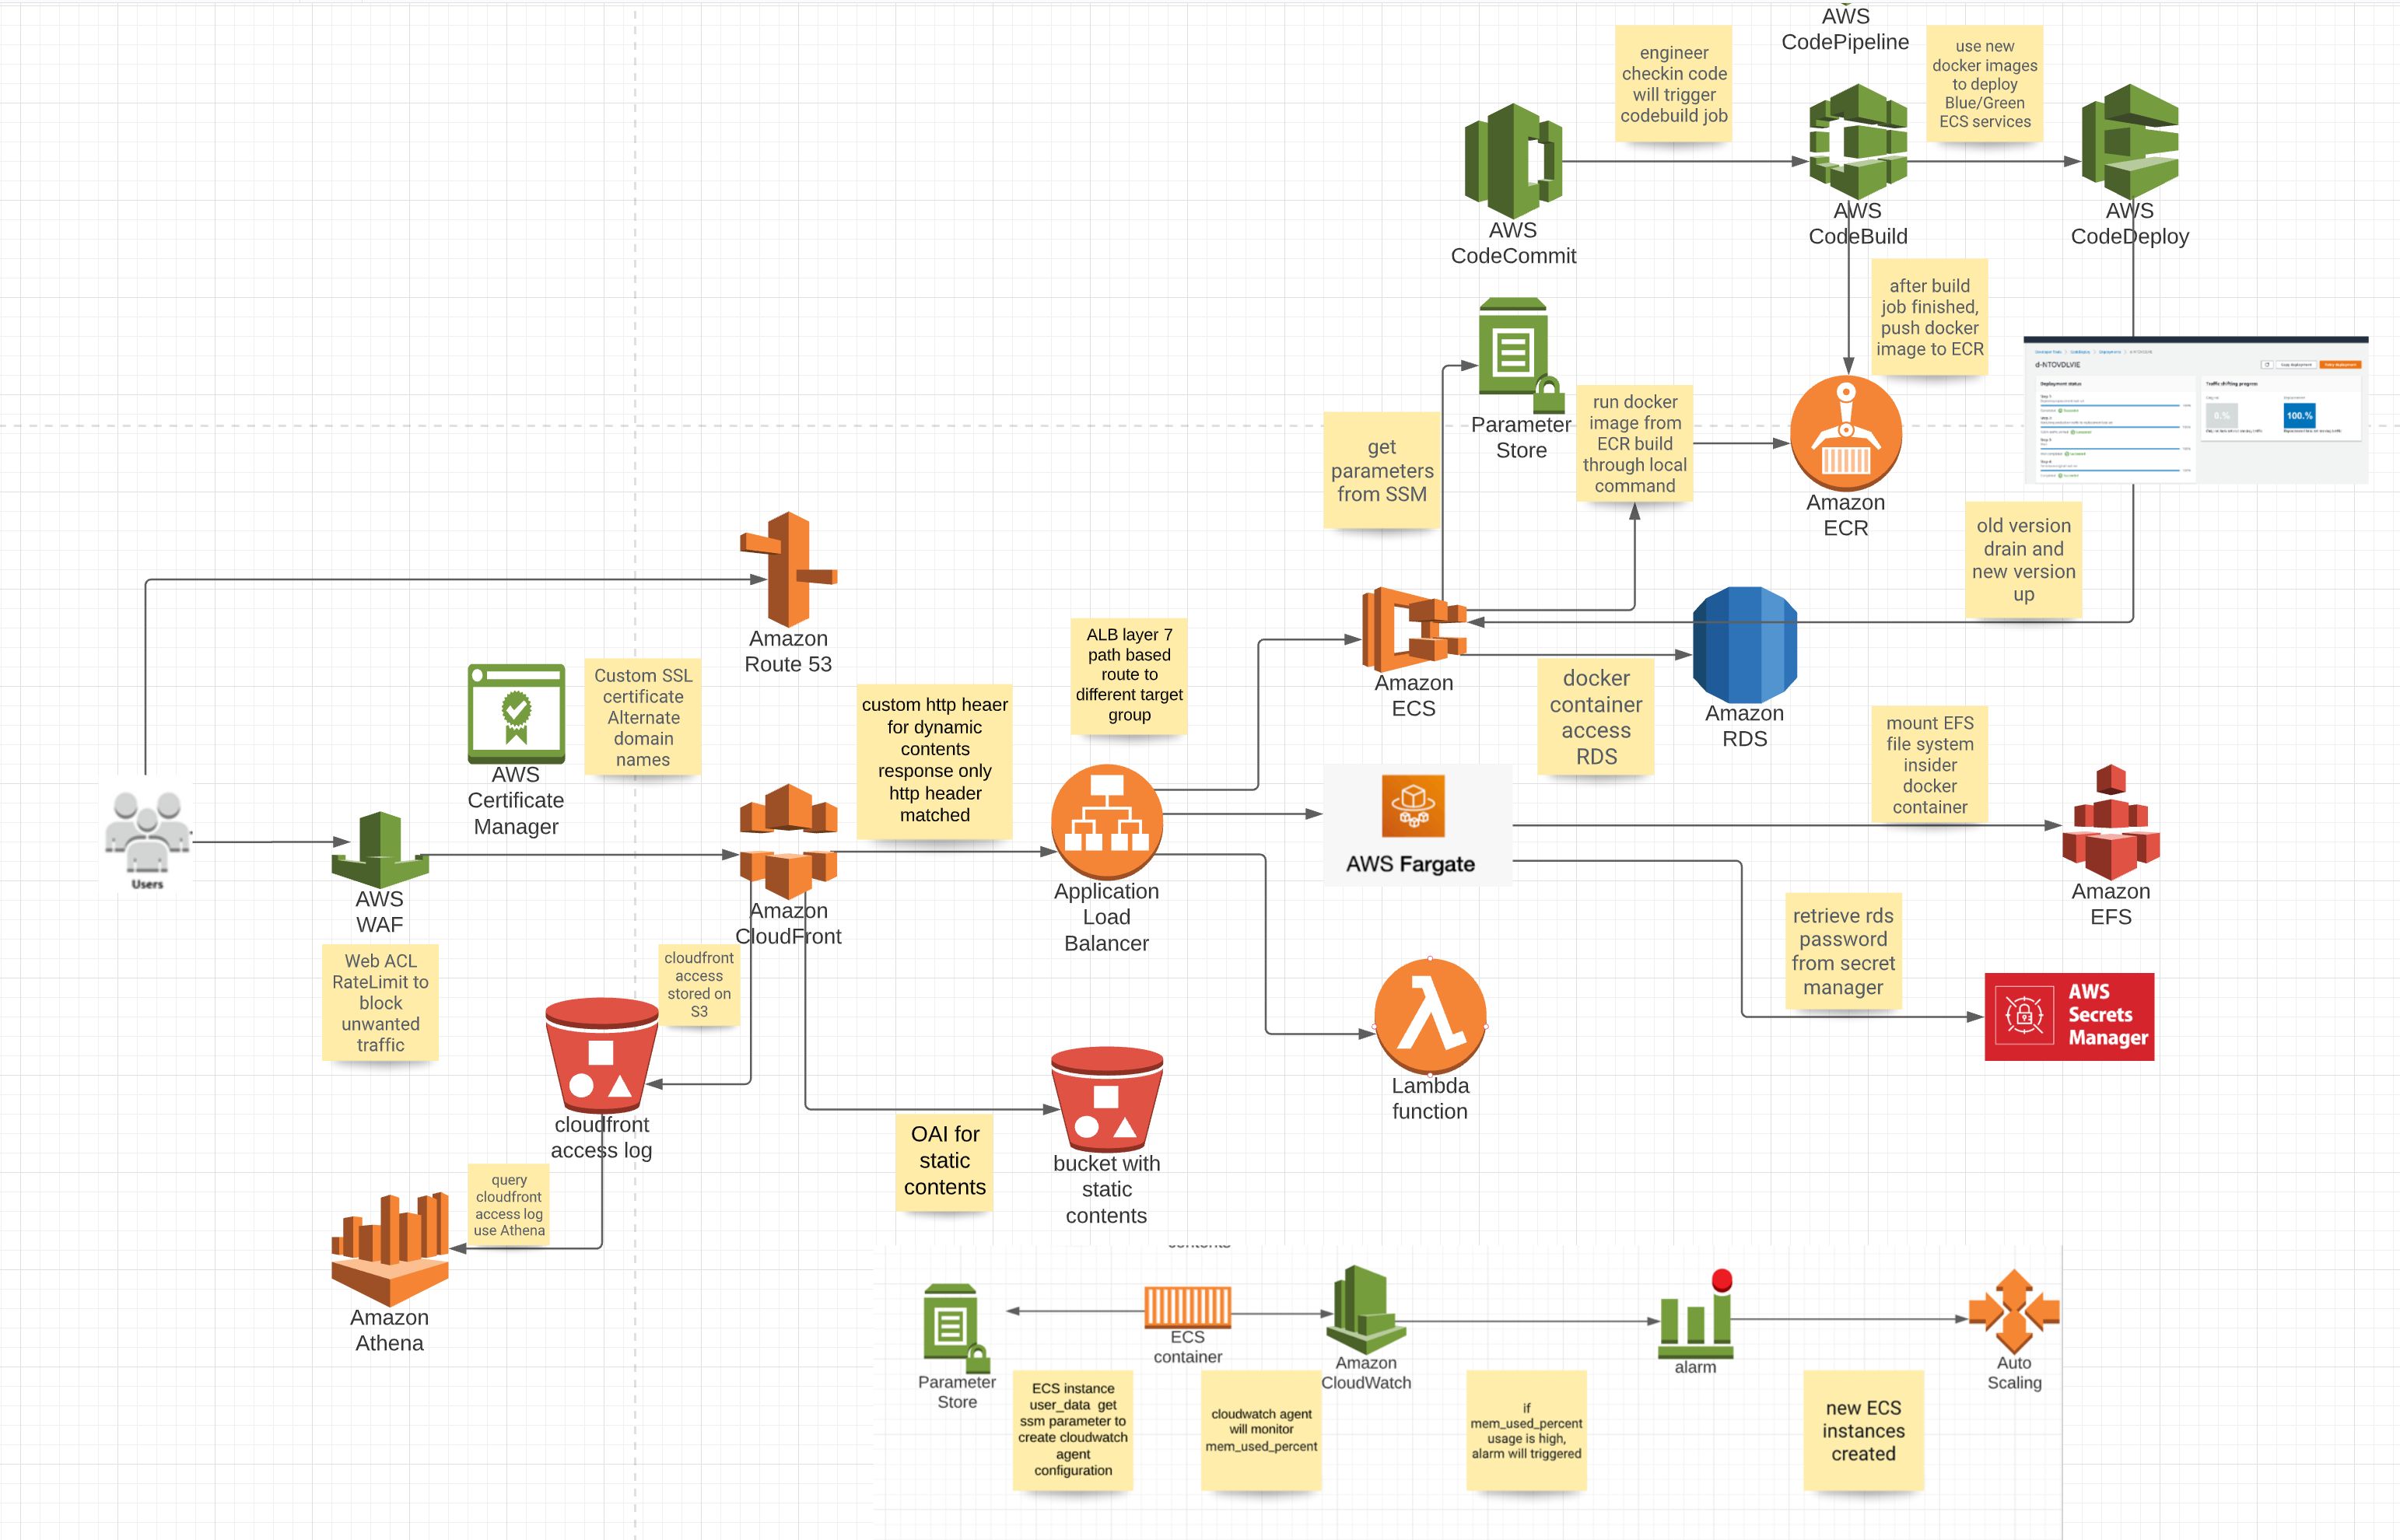 AWS
CodePipeline
engineer
checkin code
will trigger
codebuild job
use new
docker images
to deploy
Blue/Green
ECS services
AWS
CodeCommit
AWS
CodeBuild
AWS
CodeDeploy
after build
job finished,
push docker
image to ECR
Parameter
Store
get
parameters
from SSM
run docker
image from
ECR build
through local
command
Amazon
ECR
d-NTOVDLVIE
Deployment status
Traffic shifting progress
0.%
100.%
old version
drain and
new version
up
Amazon
Route 53
AWS
Certificate
Manager
Custom SSL
certificate
Alternate
domain
names
custom http heaer
for dynamic
contents
response only
http header
matched
ALB layer 7
path based
route to
different target
group
Amazon
ECS
docker
container
access
RDS
Amazon
RDS
mount EFS
file system
insider
docker
container
Users
AWS
WAF
Web ACL
RateLimit to
block
unwanted
traffic
Amazon
CloudFront
cloudfront
access
stored on
S3
Application
Load
Balancer
AWS Fargate
Amazon
EFS
retrieve rds
password
from secret
manager
AWS
Secrets
Manager
Lambda
function
cloudfront
access log
query
cloudfront
access log
use Athena
Amazon
Athena
OAI for
static
contents
bucket with
static
contents
contents
Parameter
Store
ECS
container
Amazon
CloudWatch
alarm
Auto
Scaling
ECS instance
user_data get
ssm parameter to
create cloudwatch
agent
configuration
cloudwatch agent
will monitor
mem_used_percent
if
mem_used_percent
usage is high,
alarm will triggered
new ECS
instances
created